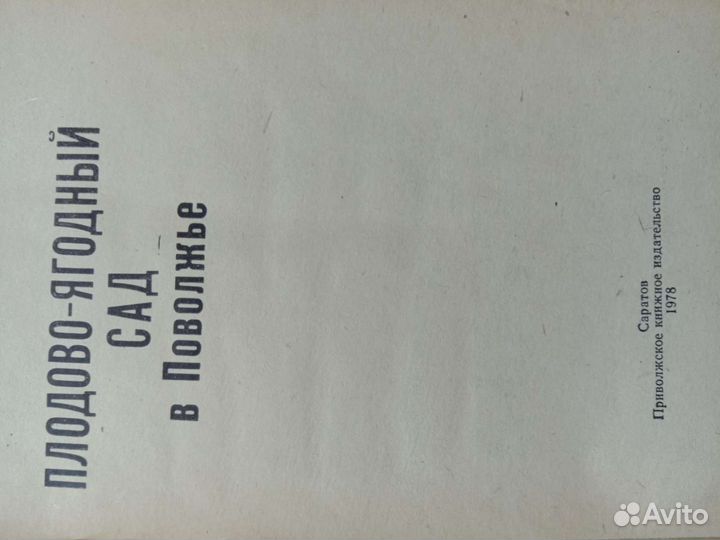 ПЛОДОВО-ЯГОДНЫЙ
САД
в Поволжье
Саратов
Приволжское книжное издательство
1978
Avito